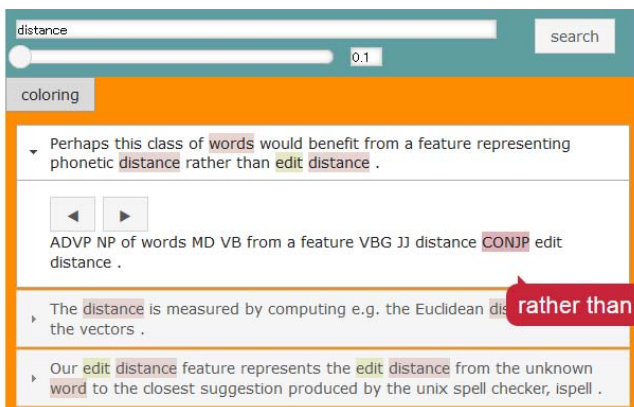 distance
search
0.1
coloring
Perhaps this class of words would benefit from a feature representing
phonetic distance rather than edit distance .
ADVP NP of words MD VB from a feature VBG JJ distance CONJP edit
distance .
rather than
The distance is measured by computing e.g. the Euclidean
the vectors .
Our edit distance feature represents the edit distance from the unknown
word to the closest suggestion produced by the unix spell checker, ispell .